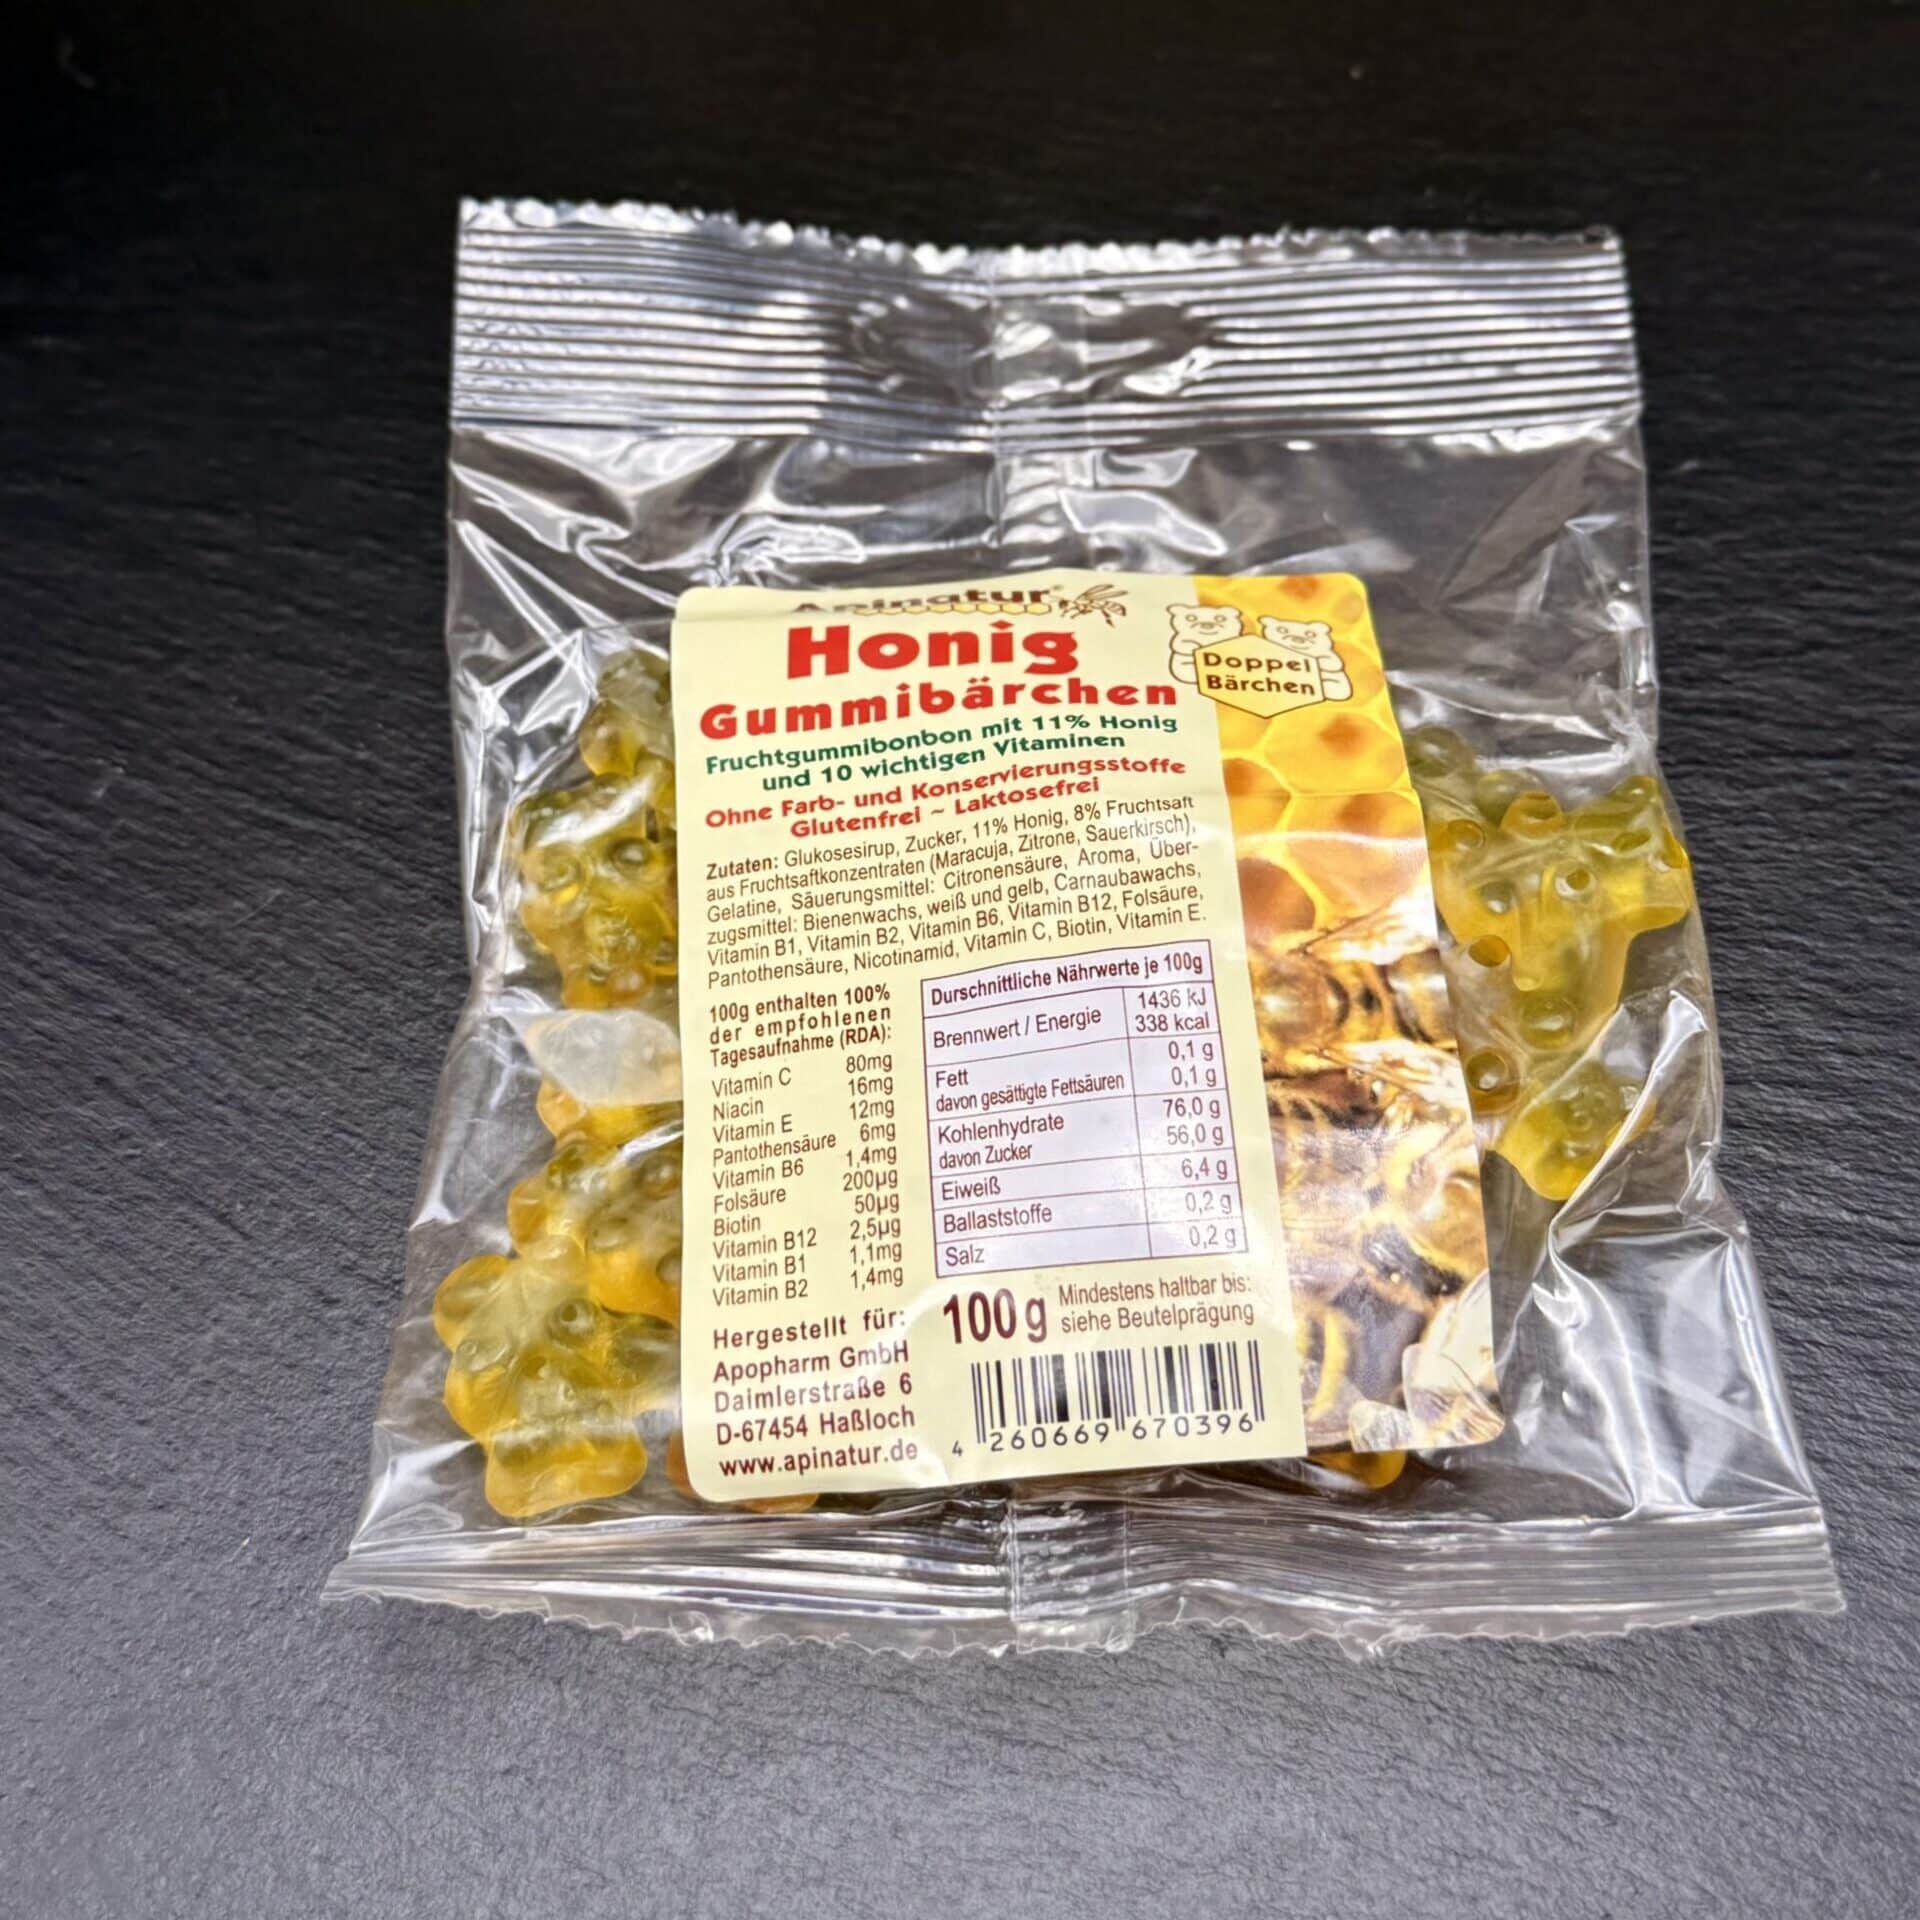 Apinatur
Honig
Gummibärchen
Doppel
Bärchen
Fruchtgummibonbon mit 11% Honig
und 10 wichtigen Vitaminen
Ohne Farb- und Konservierungsstoffe
Glutenfrei ~ Laktosefrei
Zutaten: Glukosesirup, Zucker, 11% Honig, 8% Fruchtsaft
aus Fruchtsaftkonzentraten (Maracuja, Zitrone, Sauerkirsch),
Gelatine, Säuerungsmittel: Citronensäure, Aroma, Über-
zugsmittel: Bienenwachs, weiß und gelb, Carnaubawachs,
Vitamin B1, Vitamin B2, Vitamin B6, Vitamin B12, Folsäure,
Pantothensäure, Nicotinamid, Vitamin C, Biotin, Vitamin E.
100g enthalten 100%
der empfohlenen
Tagesaufnahme (RDA):
Vitamin C 80mg
Niacin 16mg
Vitamin E 12mg
Pantothensäure 6mg
Vitamin B6 1,4mg
Folsäure 200µg
Biotin 50µg
Vitamin B12 2,5µg
Vitamin B1 1,1mg
Vitamin B2 1,4mg
Durschnittliche Nährwerte je 100g
Brennwert / Energie 1436 kJ
338 kcal
Fett 0,1 g
davon gesättigte Fettsäuren 0,1 g
Kohlenhydrate 76,0 g
davon Zucker 56,0 g
Eiweiß 6,4 g
Ballaststoffe 0,2 g
Salz 0,2 g
Hergestellt für:
Apopharm GmbH
Daimlerstraße 6
D-67454 Haßloch
www.apinatur.de
100 g
Mindestens haltbar bis:
siehe Beutelprägung
4 260669 670396